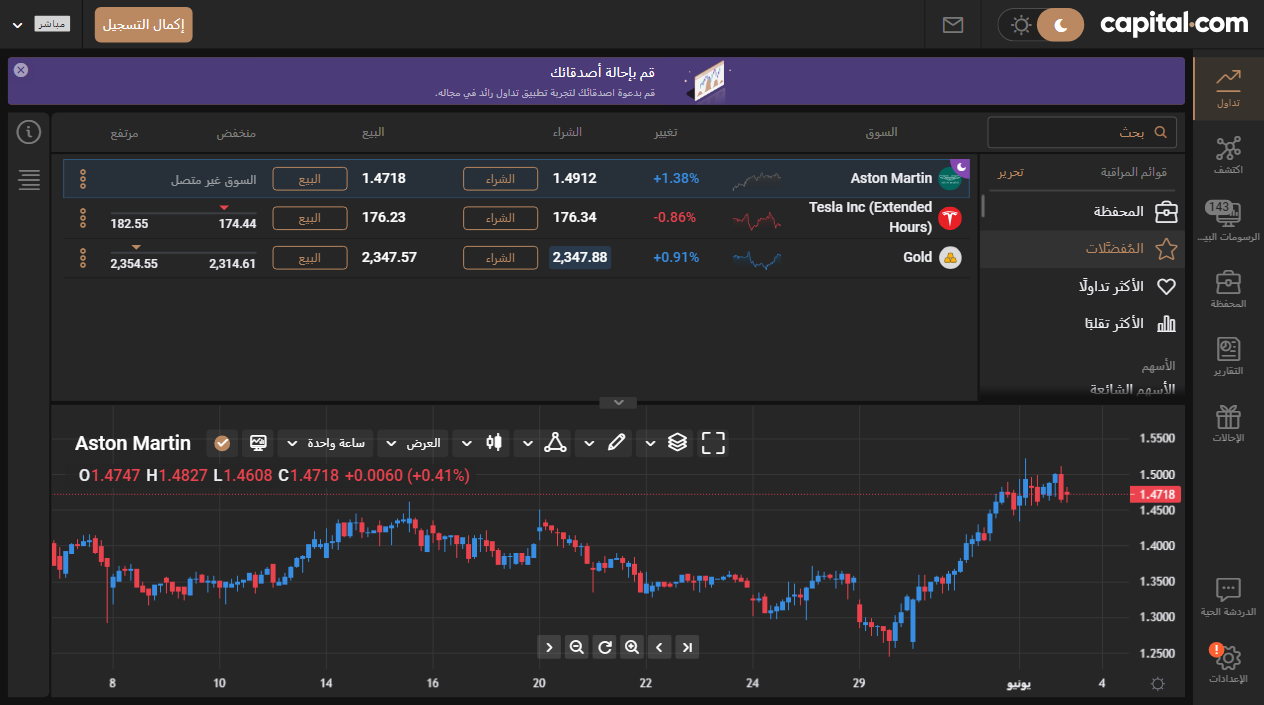 capital.com
إكمال التسجيل
مباشر
قم بإحالة أصدقائك
قم بدعوة اصدقائك لتجربة تطبيق تداول رائد في مجاله.
تداول
اكتشف
143
الرسومات البيـ...
المحفظة
التقارير
الإحالات
الدردشة الحية
!
الإعدادات
بحث
قوائم المراقبة تحرير
المحفظة
المُفضَّلات
الأكثر تداولًا
الأكثر تقلبًا
الأسهم
الأسهم الشائعة
السوق تغيير الشراء البيع منخفض مرتفع
Aston Martin +1.38% 1.4912 الشراء 1.4718 البيع السوق غير متصل
Tesla Inc (Extended
Hours) -0.86% 176.34 الشراء 176.23 البيع 174.44 182.55
Gold +0.91% 2,347.88 الشراء 2,347.57 البيع 2,314.61 2,354.55
Aston Martin ساعة واحدة العرض
O1.4747 H1.4827 L1.4608 C1.4718 +0.0060 (+0.41%)
1.5500
1.5000
1.4718
1.4500
1.4000
1.3500
1.3000
1.2500
8 10 14 16 20 22 24 29 يونيو 4